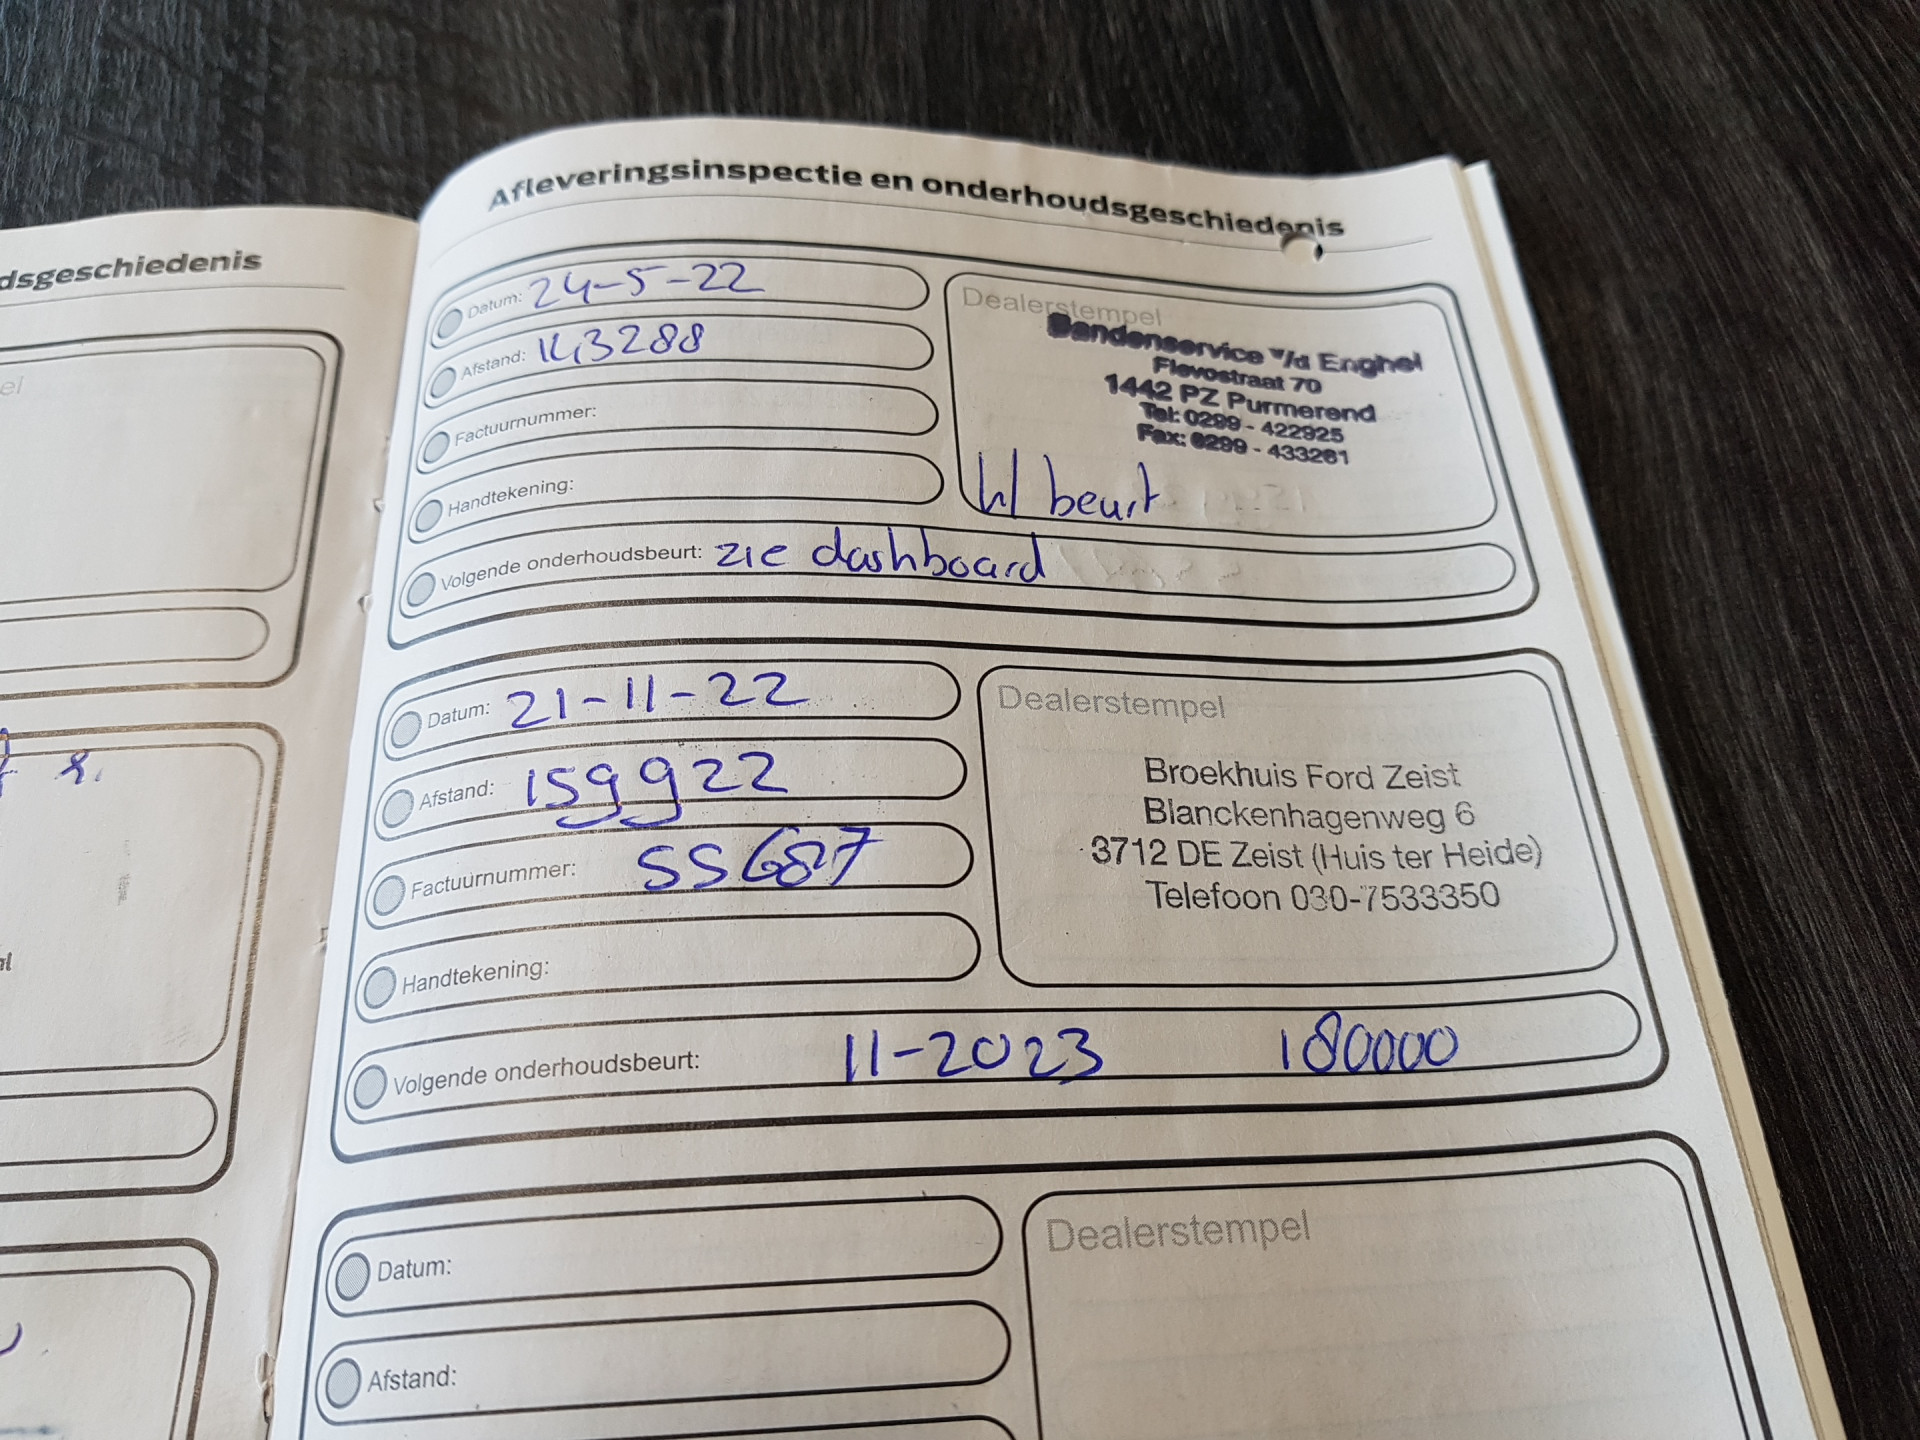 dsgeschiedenis
el
Afleveringsinspectie en onderhoudsgeschiedenis
Datum: 24-5-22
Afstand: 143288
Factuurnummer:
Handtekening:
Volgende onderhoudsbeurt: zie dashboard
Dealerstempel
Bandenservice v/d Enghel
Flevostraat 70
1442 PZ Purmerend
Tel: 0299 - 422925
Fax: 0299 - 433261
beurt
Datum: 21-11-22
Afstand: 159922
Factuurnummer: 55687
Handtekening:
Volgende onderhoudsbeurt: 11-2023 180000
Dealerstempel
Broekhuis Ford Zeist
Blanckenhagenweg 6
3712 DE Zeist (Huis ter Heide)
Telefoon 030-7533350
Datum:
Afstand:
Dealerstempel